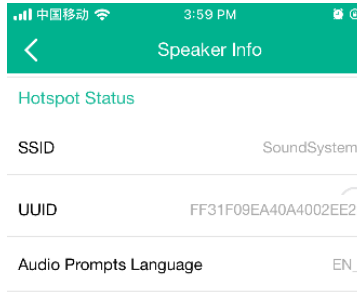 中国移动 3:59 PM
Speaker Info
Hotspot Status
SSID SoundSystem
UUID FF31F09EA40A4002EE2
Audio Prompts Language EN_